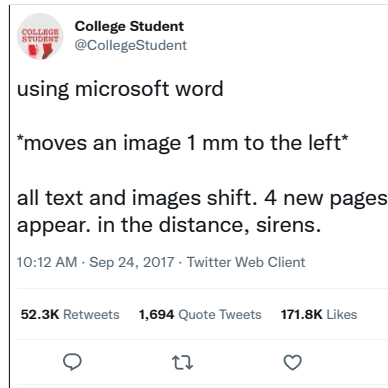 COLLEGE
STUDENT
College Student
@CollegeStudent
using microsoft word
*moves an image 1 mm to the left*
all text and images shift. 4 new pages
appear. in the distance, sirens.
10:12 AM · Sep 24, 2017 · Twitter Web Client
52.3K Retweets 1,694 Quote Tweets 171.8K Likes